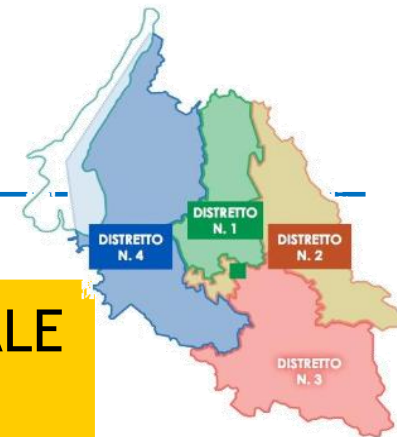 DISTRETTO
N. 1
DISTRETTO
N. 4
DISTRETTO
N. 2
ALE
DISTRETTO
N. 3